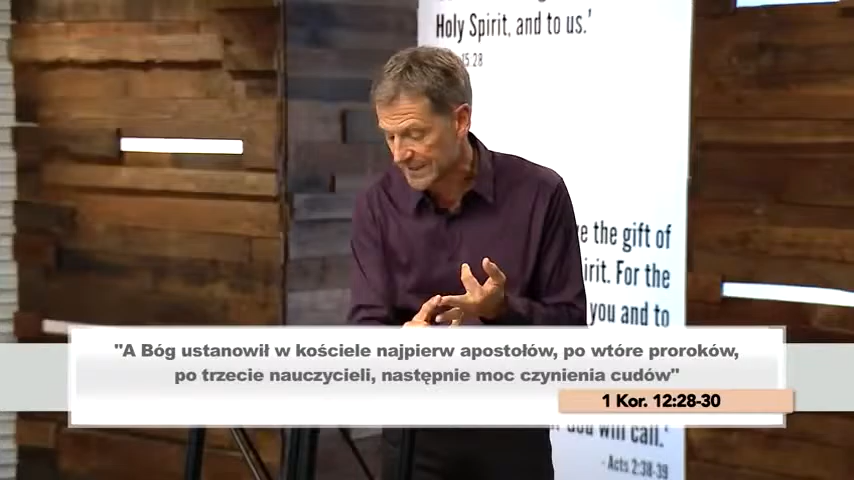 Holy Spirit, and to us.'
15:28
the gift of
irit. For the
you and to
"A Bóg ustanowił w kościele najpierw apostołów, po wtóre proroków,
po trzecie nauczycieli, następnie moc czynienia cudów"
1 Kor. 12:28-30
will call.'
- Acts 2:38-39